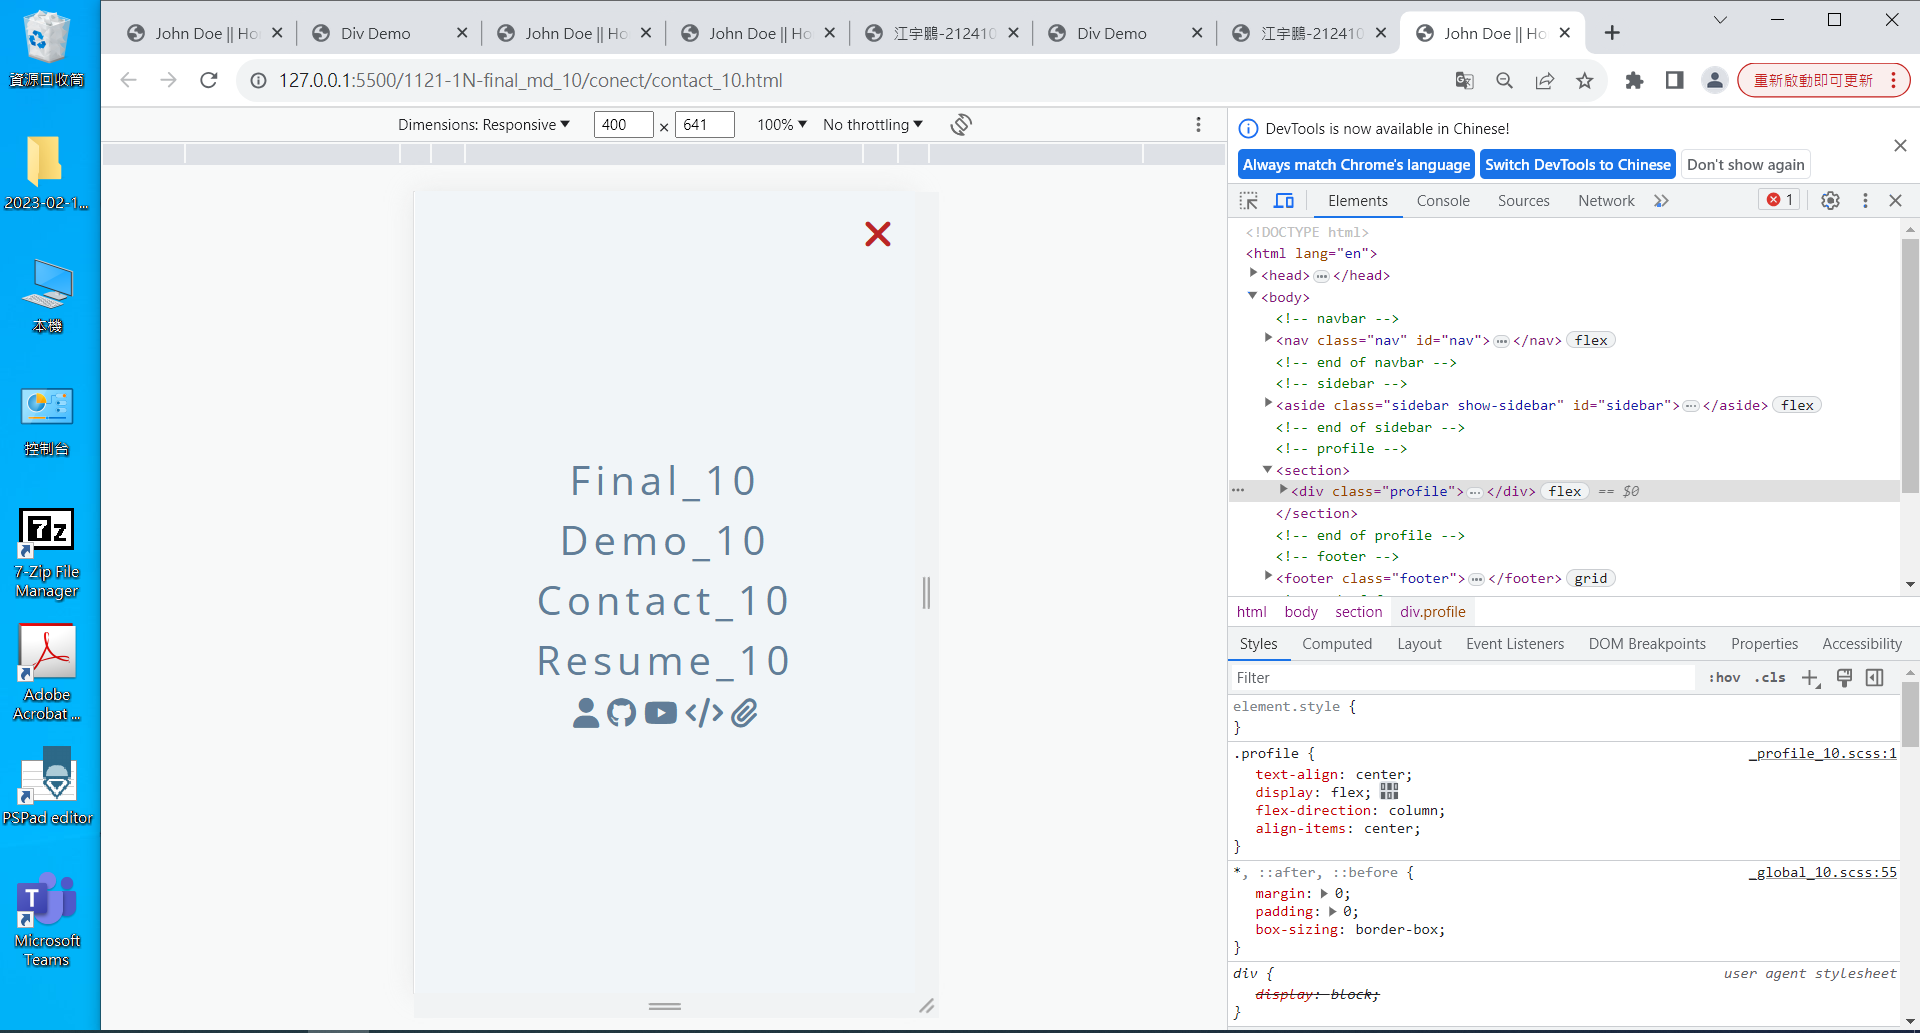 資源回收筒
2023-02-1...
本機
控制台
7-Zip File
Manager
Adobe
Acrobat ...
PSPad editor
Microsoft
Teams
John Doe || Ho
Div Demo
John Doe || Ho
John Doe || Ho
江宇鵬-212410
Div Demo
江宇鵬-212410
John Doe || Ho
127.0.0.1:5500/1121-1N-final_md_10/conect/contact_10.html
重新啟動即可更新
Dimensions: Responsive 400 × 641 100% No throttling
Final_10
Demo_10
Contact_10
Resume_10
DevTools is now available in Chinese!
Always match Chrome's language Switch DevTools to Chinese Don't show again
Elements Console Sources Network 1
<!DOCTYPE html>
<html lang="en">
<head> ... </head>
<body>
<!-- navbar -->
<nav class="nav" id="nav"> ... </nav> flex
<!-- end of navbar -->
<!-- sidebar -->
<aside class="sidebar show-sidebar" id="sidebar"> ... </aside> flex
<!-- end of sidebar -->
<!-- profile -->
<section>
... <div class="profile"> ... </div> flex == $0
</section>
<!-- end of profile -->
<!-- footer -->
<footer class="footer"> ... </footer> grid
html body section div.profile
Styles Computed Layout Event Listeners DOM Breakpoints Properties Accessibility
Filter :hov .cls
element.style {
}
.profile { _profile_10.scss:1
text-align: center;
display: flex;
flex-direction: column;
align-items: center;
}
*, ::after, ::before { _global_10.scss:55
margin: 0;
padding: 0;
box-sizing: border-box;
}
div { user agent stylesheet
display: block;
}